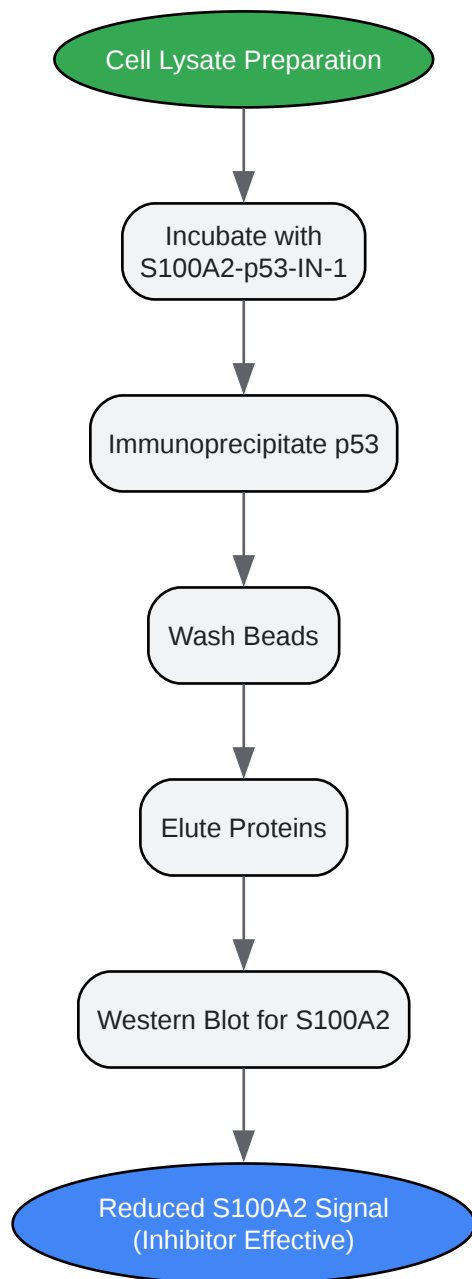 Cell Lysate Preparation
Incubate with
S100A2-p53-IN-1
Immunoprecipitate p53
Wash Beads
Elute Proteins
Western Blot for S100A2
Reduced S100A2 Signal
(Inhibitor Effective)